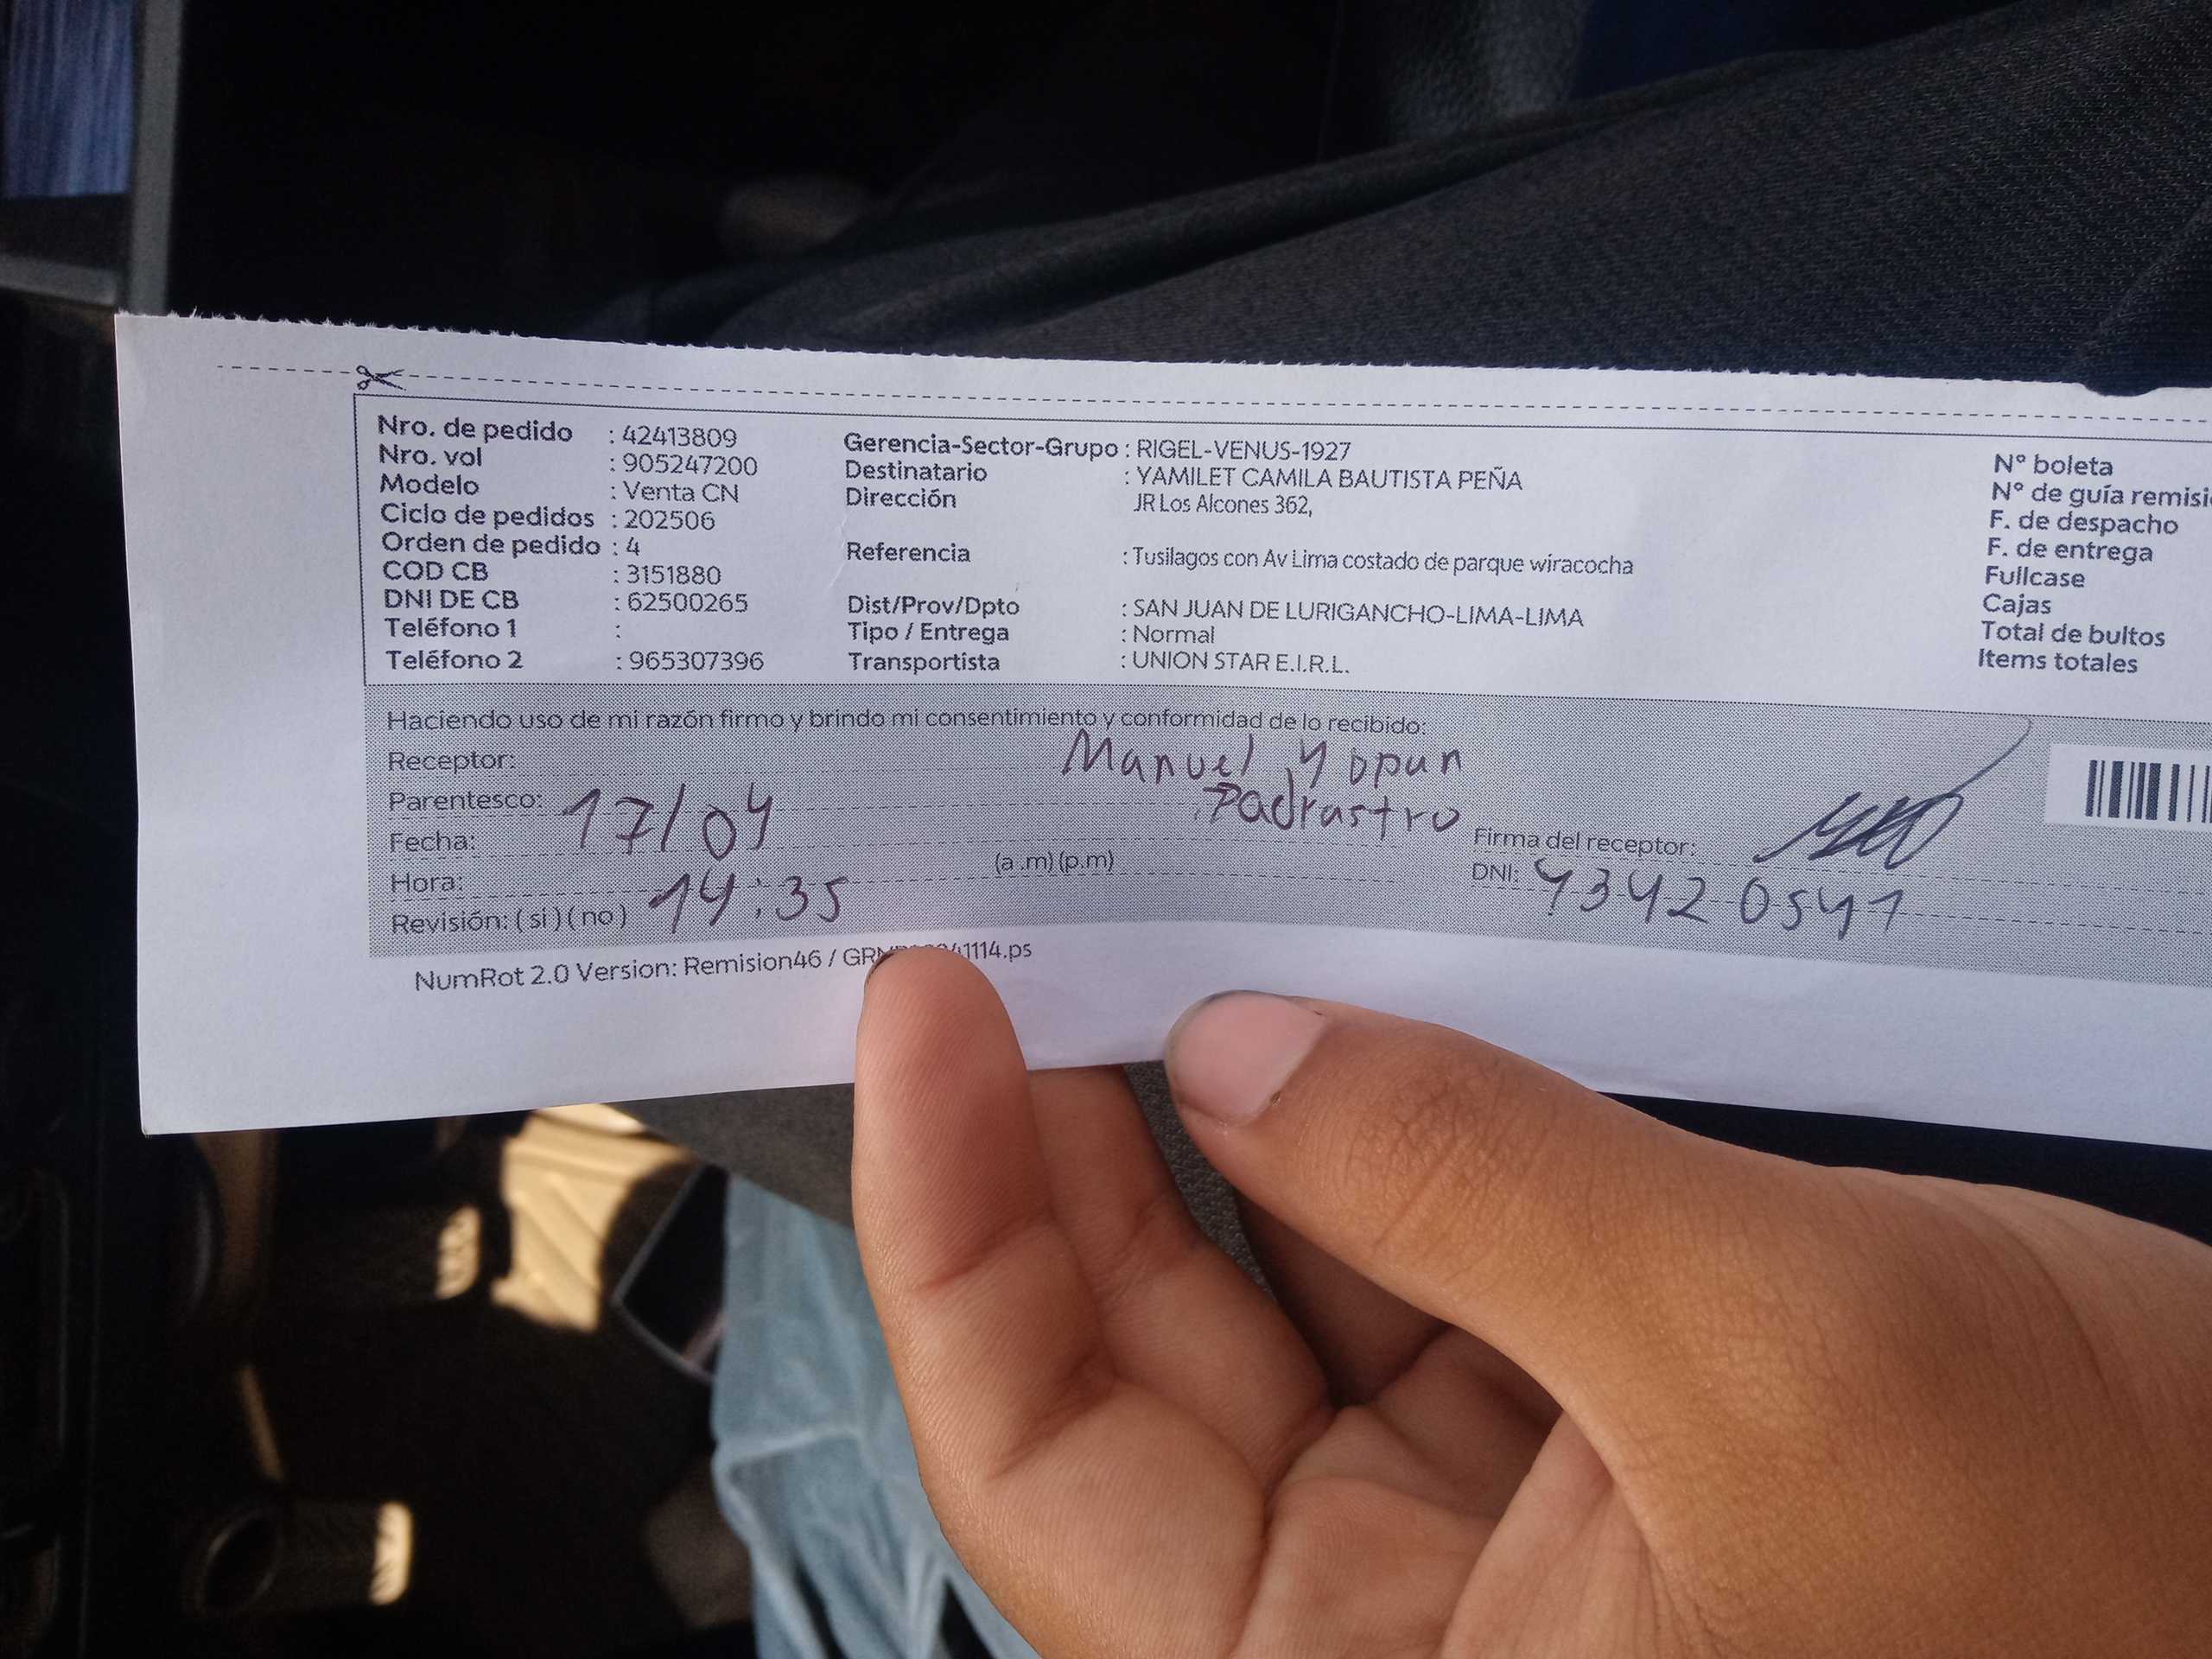 Nro. de pedido : 42413809
Nro. vol : 905247200
Modelo : Venta CN
Ciclo de pedidos : 202506
Orden de pedido : 4
COD CB : 3151880
DNI DE CB : 62500265
Teléfono 1 :
Teléfono 2 : 965307396
Gerencia-Sector-Grupo : RIGEL-VENUS-1927
Destinatario : YAMILET CAMILA BAUTISTA PEÑA
Dirección JR Los Alcones 362,
Referencia : Tusilagos con Av Lima costado de parque wiracocha
Dist/Prov/Dpto : SAN JUAN DE LURIGANCHO-LIMA-LIMA
Tipo / Entrega : Normal
Transportista : UNION STAR E.I.R.L.
N° boleta
N° de guía
F. de despacho
F. de entrega
Fullcase
Cajas
Total de bultos
Items totales
Haciendo uso de mi razón firmo y brindo mi consentimiento y conformidad de lo recibido:
Receptor: Manuel Yopun
Parentesco: Padrastro
Fecha: 17/04
Hora: (a .m) (p.m)
Revisión: ( si ) ( no ) 14:35
Firma del receptor:
DNI: 43420541
NumRot 2.0 Version: Remision46 /